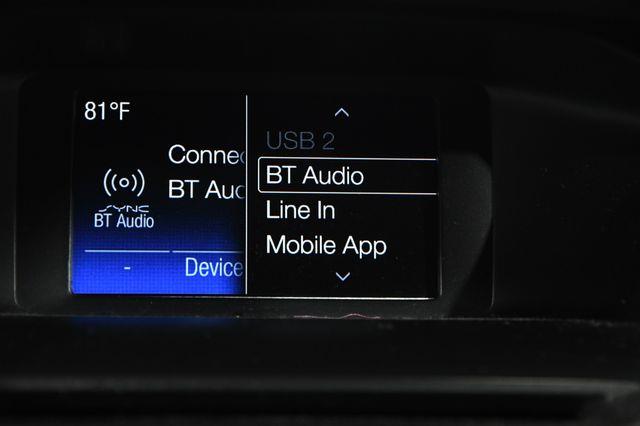 81°F
Connec
BT Aud
SYNC
BT Audio
-
Device
USB 2
BT Audio
Line In
Mobile App